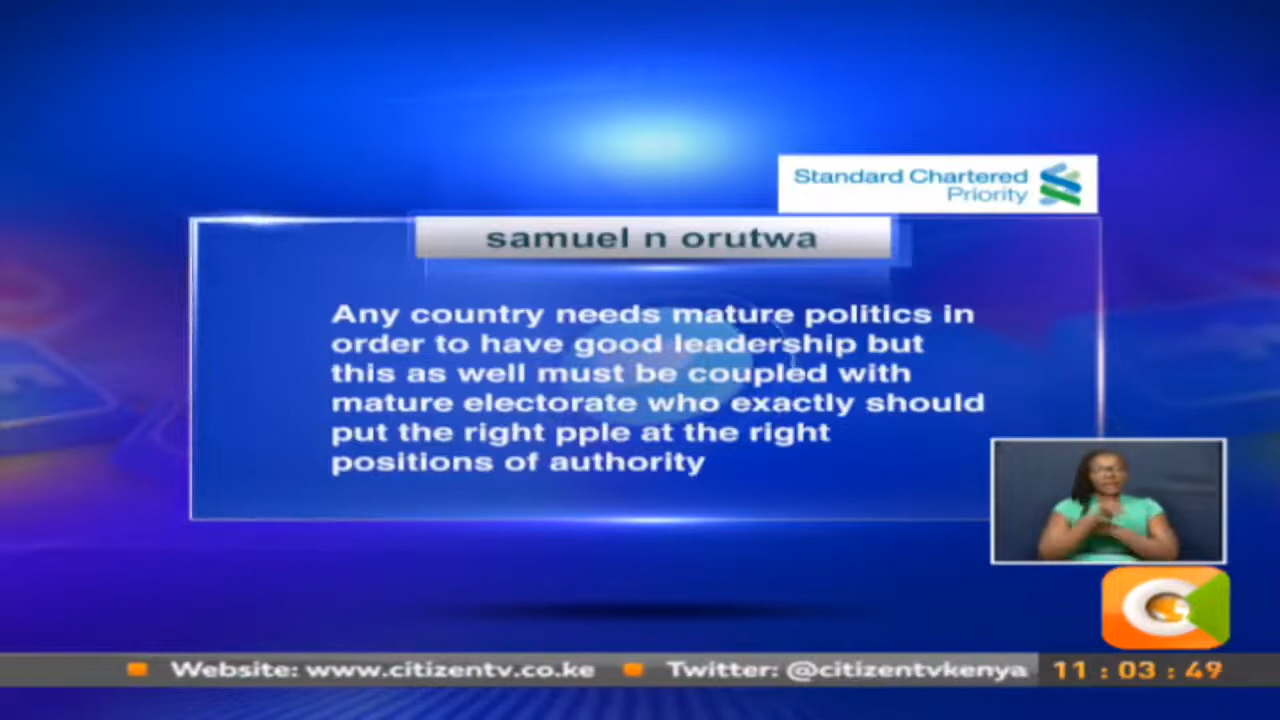 Standard Chartered
Priority
samuel n orutwa
Any country needs mature politics in
order to have good leadership but
this as well must be coupled with
mature electorate who exactly should
put the right pple at the right
positions of authority
Website: www.citizentv.co.ke Twitter: @citizentvkenya 11 : 03 : 49